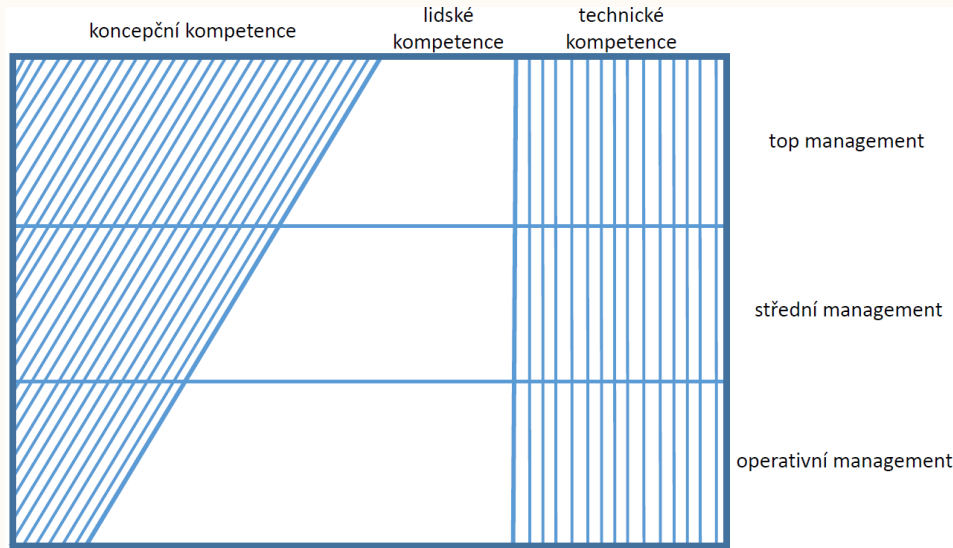 koncepční kompetence
lidské
kompetence
technické
kompetence
top management
střední management
operativní management